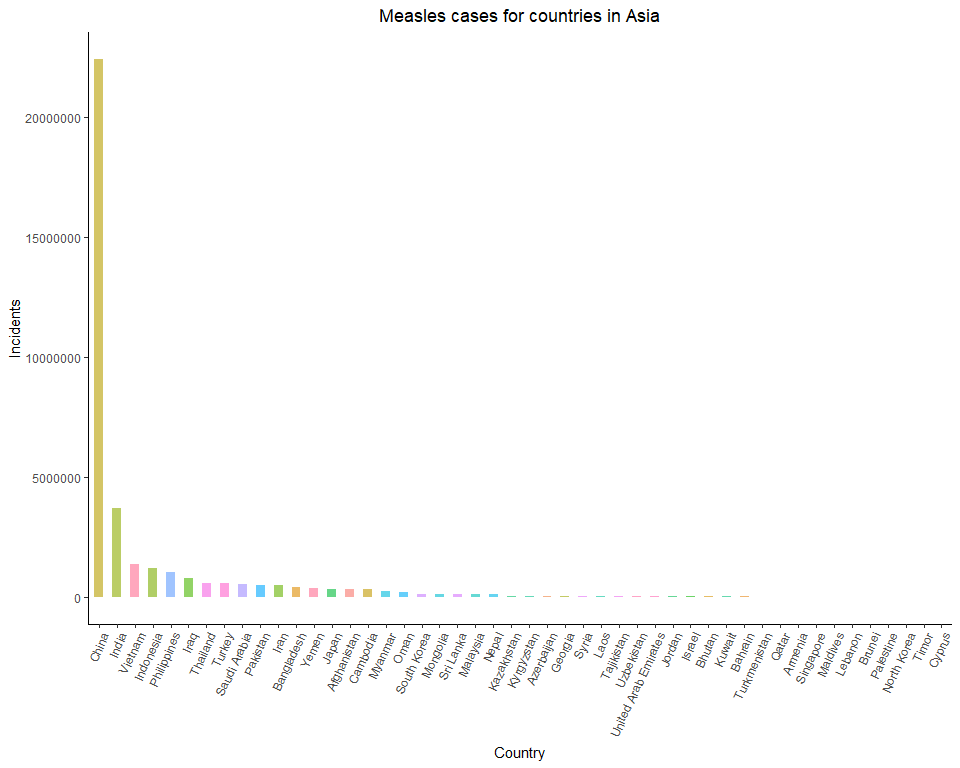 Measles cases for countries in Asia
Incidents
20000000
15000000
10000000
5000000
0
China
India
Vietnam
Indonesia
Philippines
Iraq
Thailand
Turkey
Saudi Arabia
Pakistan
Iran
Bangladesh
Yemen
Japan
Afghanistan
Cambodia
Myanmar
Oman
South Korea
Mongolia
Sri Lanka
Malaysia
Nepal
Kazakhstan
Kyrgyzstan
Azerbaijan
Georgia
Syria
Laos
Tajikistan
Uzbekistan
United Arab Emirates
Jordan
Israel
Bhutan
Kuwait
Bahrain
Turkmenistan
Qatar
Armenia
Singapore
Maldives
Lebanon
Brunei
Palestine
North Korea
Timor
Cyprus
Country